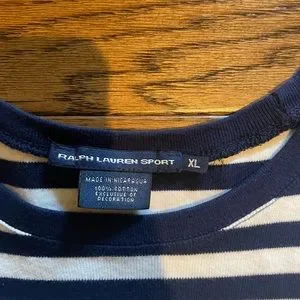 RALPH LAUREN SPORT
XL
MADE IN NICARAGUA
100% COTTON
EXCLUSIVE OF
DECORATION